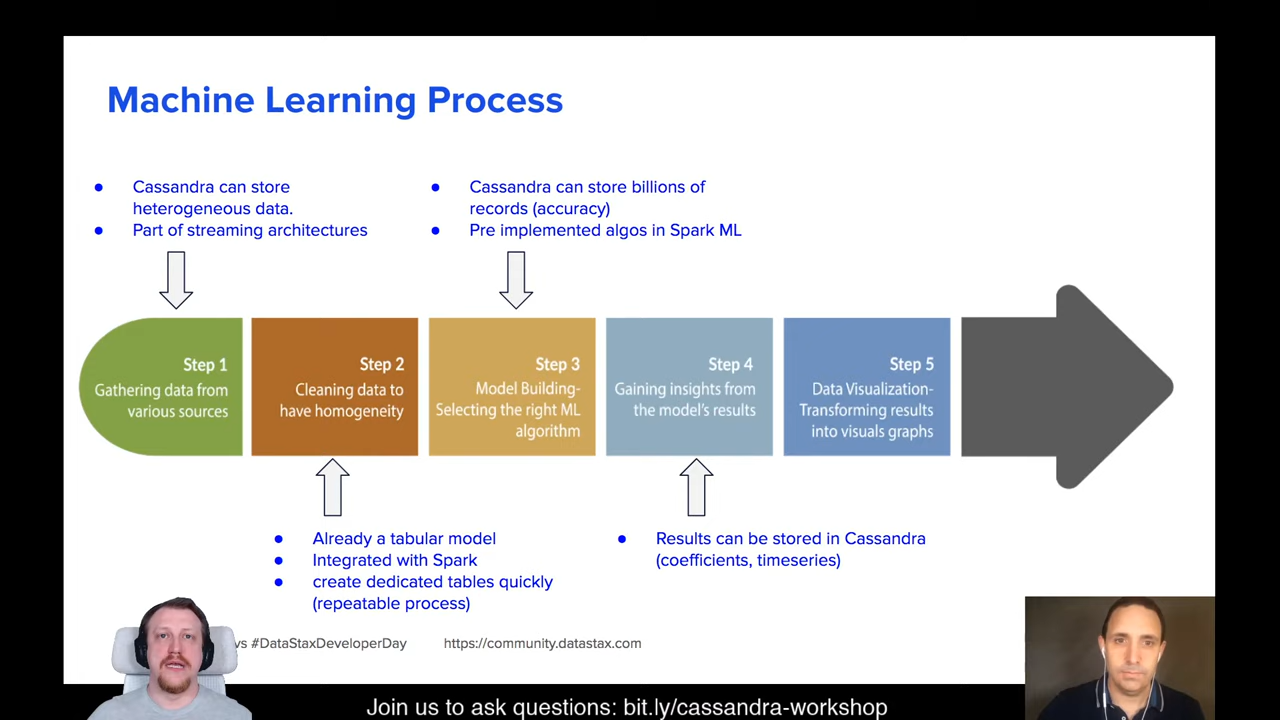 Machine Learning Process
● Cassandra can store
heterogeneous data.
● Part of streaming architectures
● Cassandra can store billions of
records (accuracy)
● Pre implemented algos in Spark ML
Step 1
Gathering data from
various sources
Step 2
Cleaning data to
have homogeneity
Step 3
Model Building-
Selecting the right ML
algorithm
Step 4
Gaining insights from
the model's results
Step 5
Data Visualization-
Transforming results
into visuals graphs
● Already a tabular model
● Integrated with Spark
● create dedicated tables quickly
(repeatable process)
● Results can be stored in Cassandra
(coefficients, timeseries)
#DataStaxDeveloperDay https://community.datastax.com
Join us to ask questions: bit.ly/cassandra-workshop